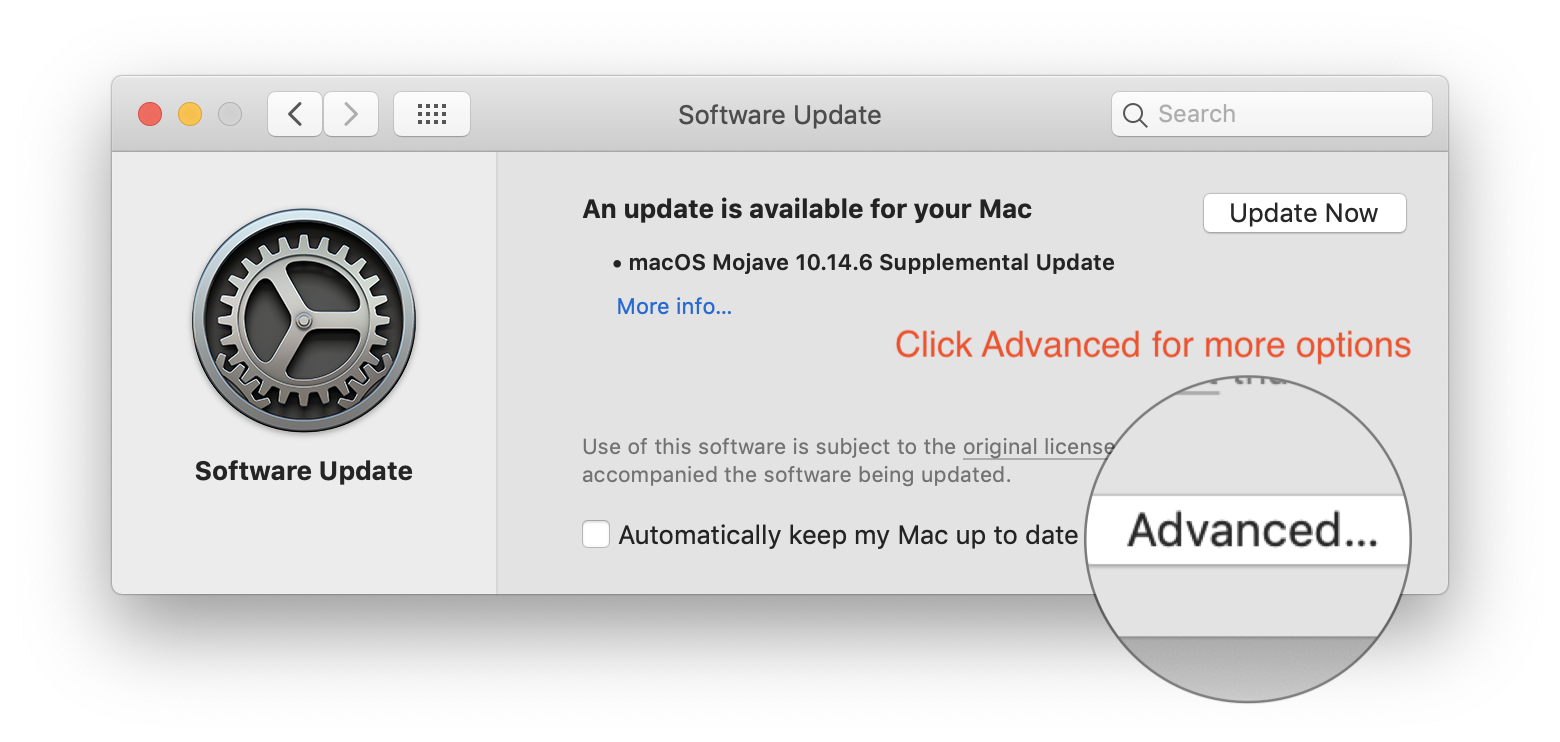 Software Update
Search
An update is available for your Mac
Update Now
• macOS Mojave 10.14.6 Supplemental Update
More info...
Click Advanced for more options
Software Update
Use of this software is subject to the original license
accompanied the software being updated.
Automatically keep my Mac up to date
Advanced...